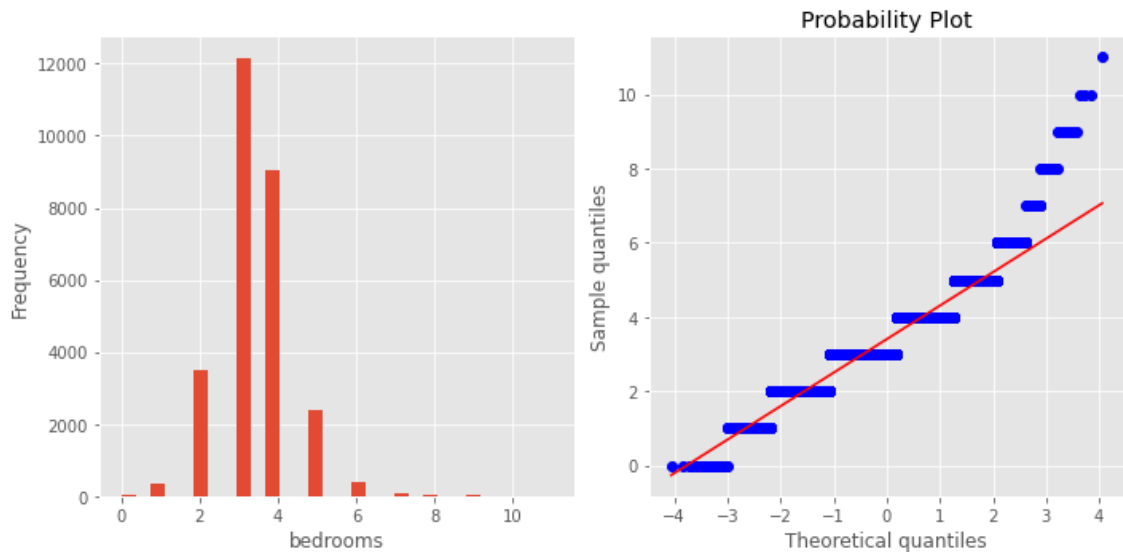 Probability Plot
12000
10000
8000
6000
4000
2000
0
Frequency
0 2 4 6 8 10
bedrooms
10
8
6
4
2
0
Sample quantiles
−4 −3 −2 −1 0 1 2 3 4
Theoretical quantiles